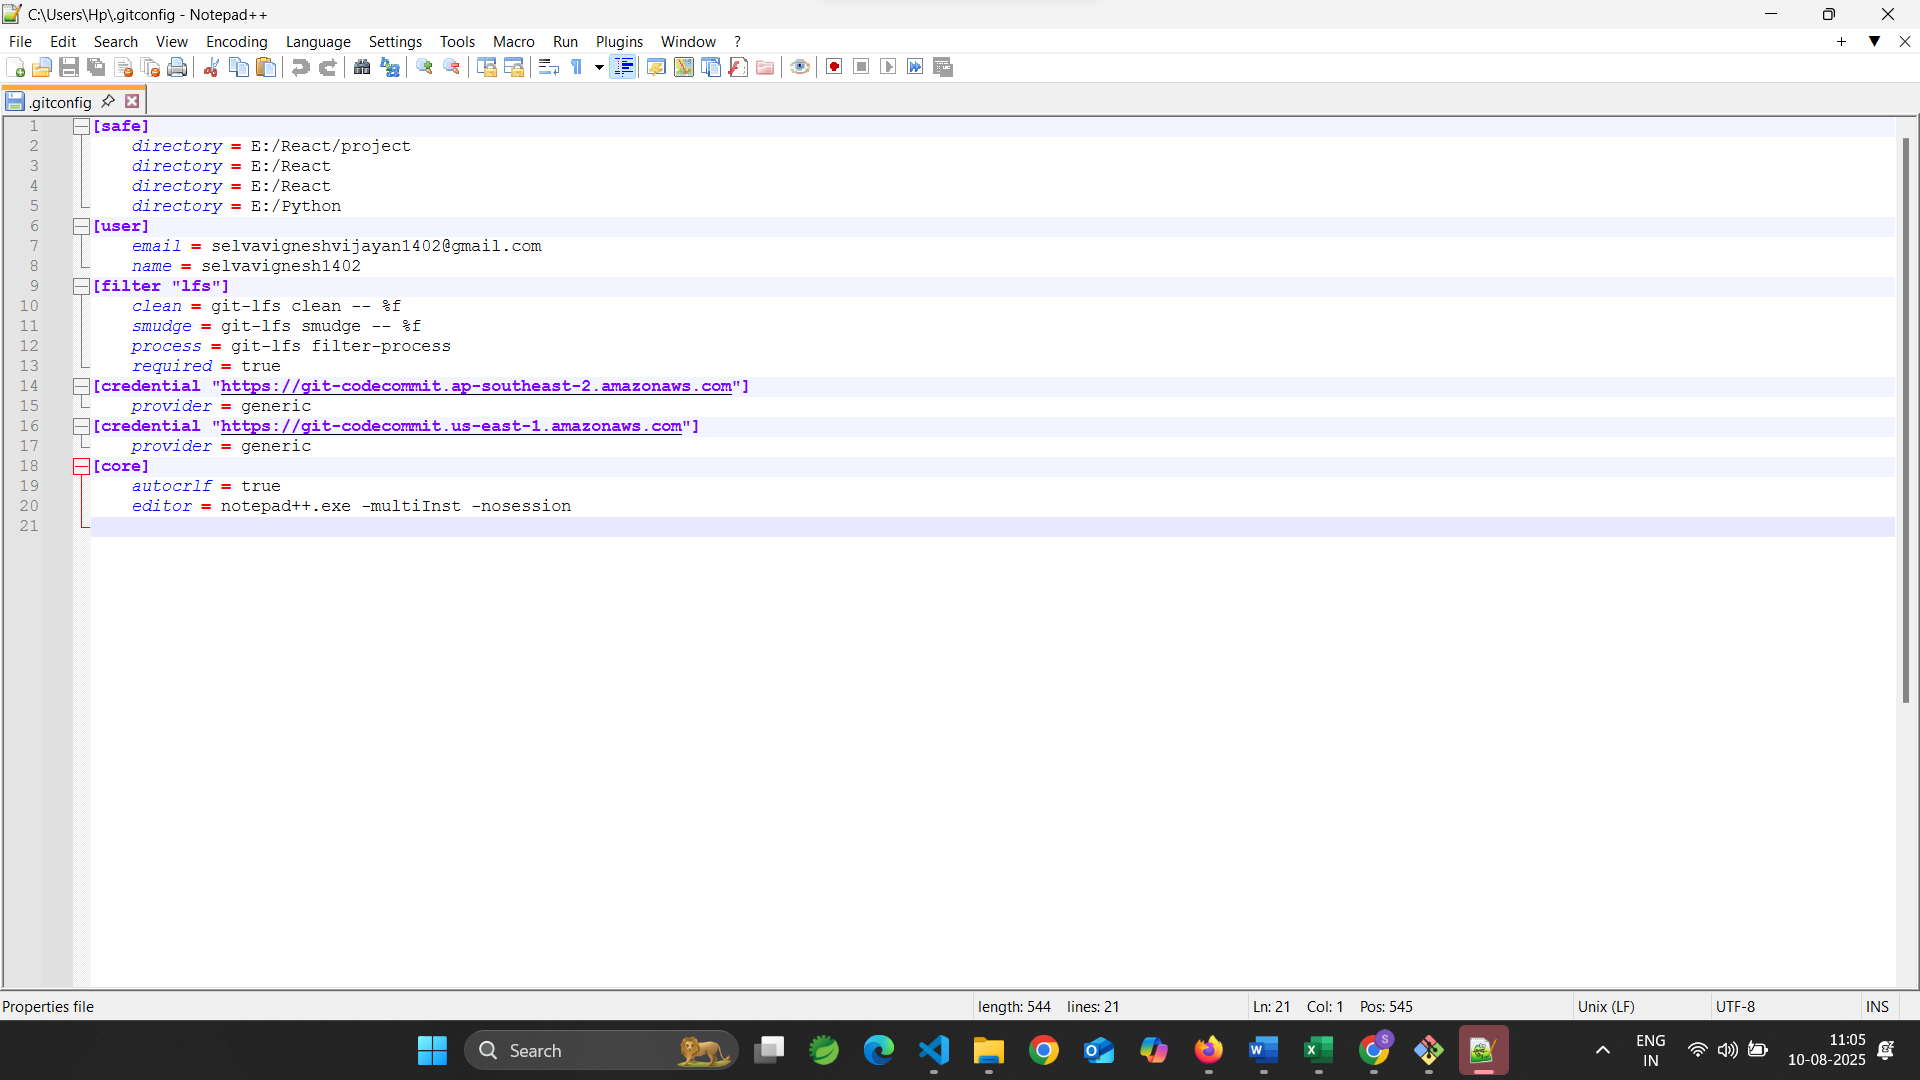 C:\Users\Hp\.gitconfig - Notepad++
File Edit Search View Encoding Language Settings Tools Macro Run Plugins Window ?
.gitconfig
1 [safe]
2 directory = E:/React/project
3 directory = E:/React
4 directory = E:/React
5 directory = E:/Python
6 [user]
7 email = selvavigneshvijayan1402@gmail.com
8 name = selvavignesh1402
9 [filter "lfs"]
10 clean = git-lfs clean -- %f
11 smudge = git-lfs smudge -- %f
12 process = git-lfs filter-process
13 required = true
14 [credential "https://git-codecommit.ap-southeast-2.amazonaws.com"]
15 provider = generic
16 [credential "https://git-codecommit.us-east-1.amazonaws.com"]
17 provider = generic
18 [core]
19 autocrlf = true
20 editor = notepad++.exe -multiInst -nosession
21
Properties file length: 544 lines: 21 Ln: 21 Col: 1 Pos: 545 Unix (LF) UTF-8 INS
Search
ENG
IN
11:05
10-08-2025